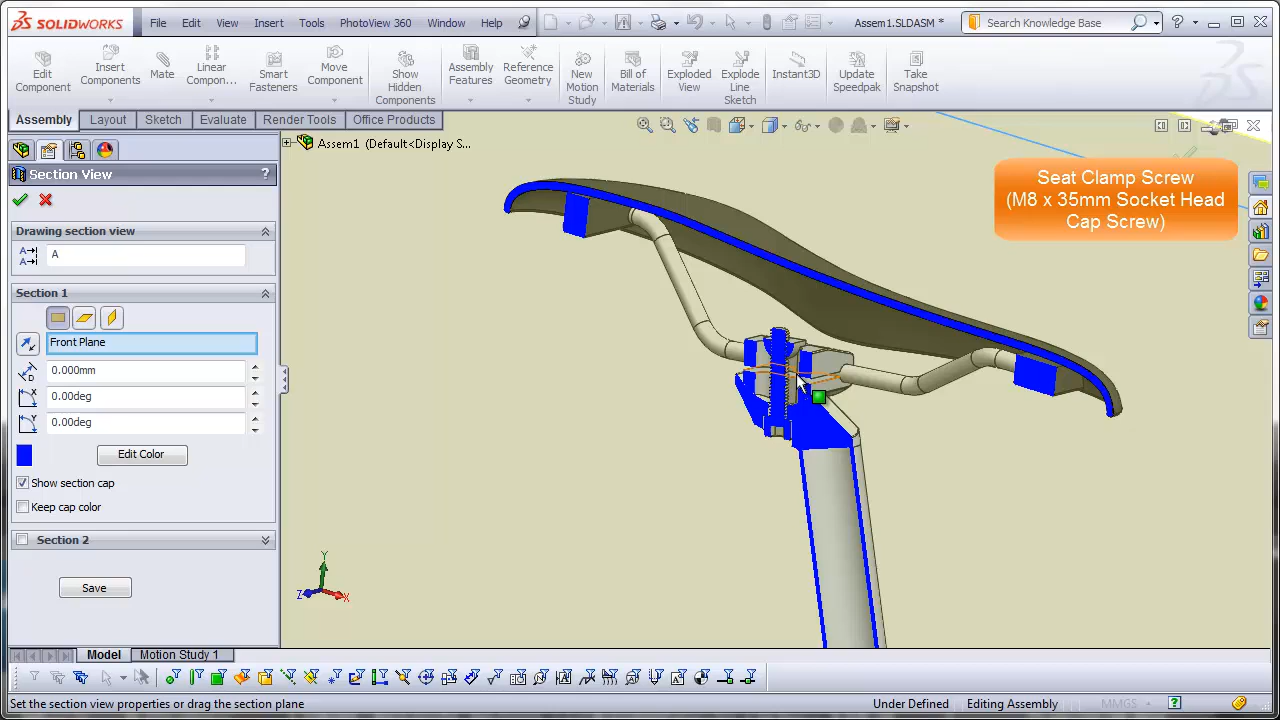 SOLIDWORKS
File Edit View Insert Tools PhotoView 360 Window Help
Assem1.SLDASM *
Search Knowledge Base
?
Edit
Component
Insert
Components
Mate
Linear
Compon...
Smart
Fasteners
Move
Component
Show
Hidden
Components
Assembly
Features
Reference
Geometry
New
Motion
Study
Bill of
Materials
Exploded
View
Explode
Line
Sketch
Instant3D
Update
Speedpak
Take
Snapshot
Assembly Layout Sketch Evaluate Render Tools Office Products
Assem1 (Default<Display S...
Section View
?
Drawing section view
A
Section 1
Front Plane
0.000mm
0.00deg
0.00deg
Edit Color
Show section cap
Keep cap color
Section 2
Save
Seat Clamp Screw
(M8 x 35mm Socket Head
Cap Screw)
Y
Z
X
Model Motion Study 1
Set the section view properties or drag the section plane
Under Defined Editing Assembly MMGS ?